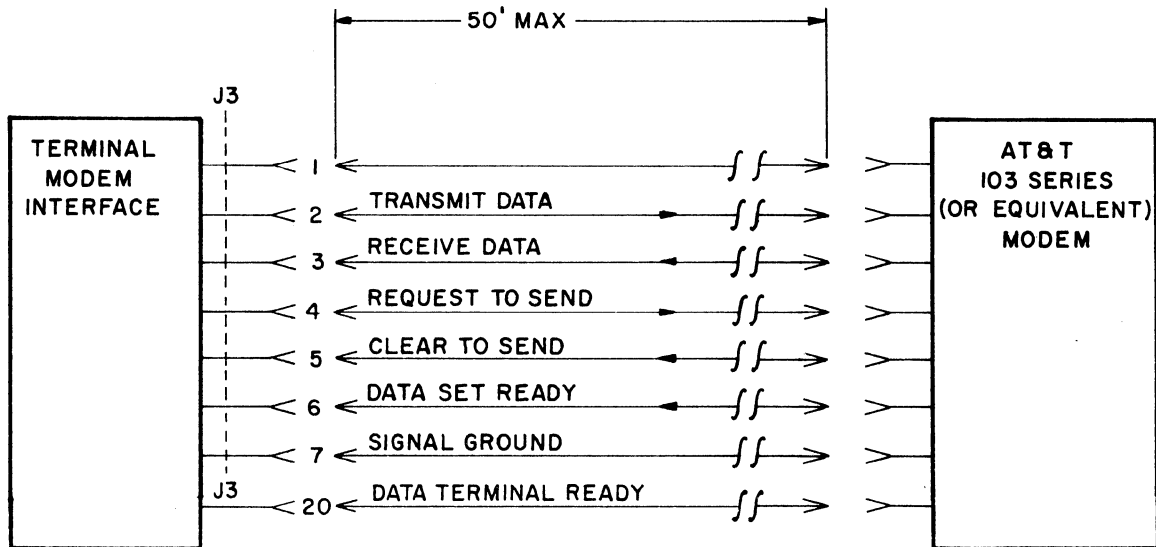 50' MAX
J3
TERMINAL
MODEM
INTERFACE
AT&T
103 SERIES
(OR EQUIVALENT)
MODEM
1
2 TRANSMIT DATA
3 RECEIVE DATA
4 REQUEST TO SEND
5 CLEAR TO SEND
6 DATA SET READY
7 SIGNAL GROUND
J3
20 DATA TERMINAL READY